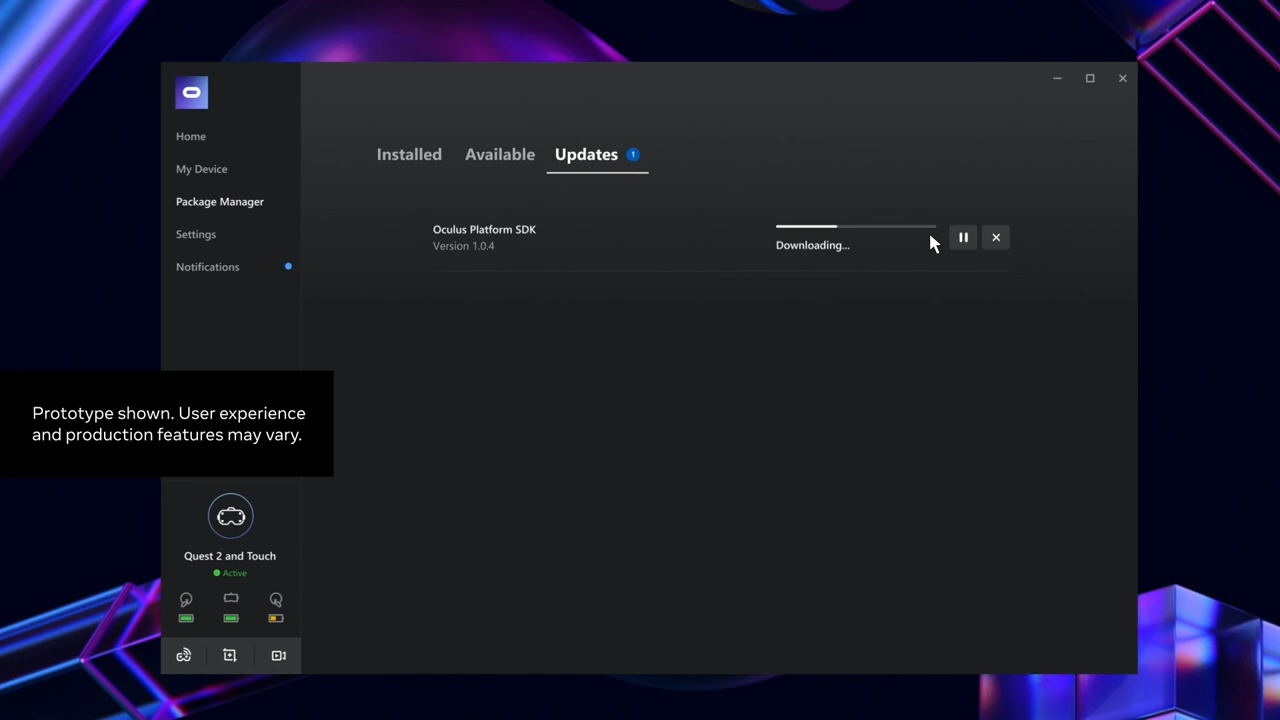 Home
My Device
Package Manager
Settings
Notifications
Installed Available Updates 1
Oculus Platform SDK
Version 1.0.4
Downloading...
Prototype shown. User experience
and production features may vary.
Quest 2 and Touch
Active